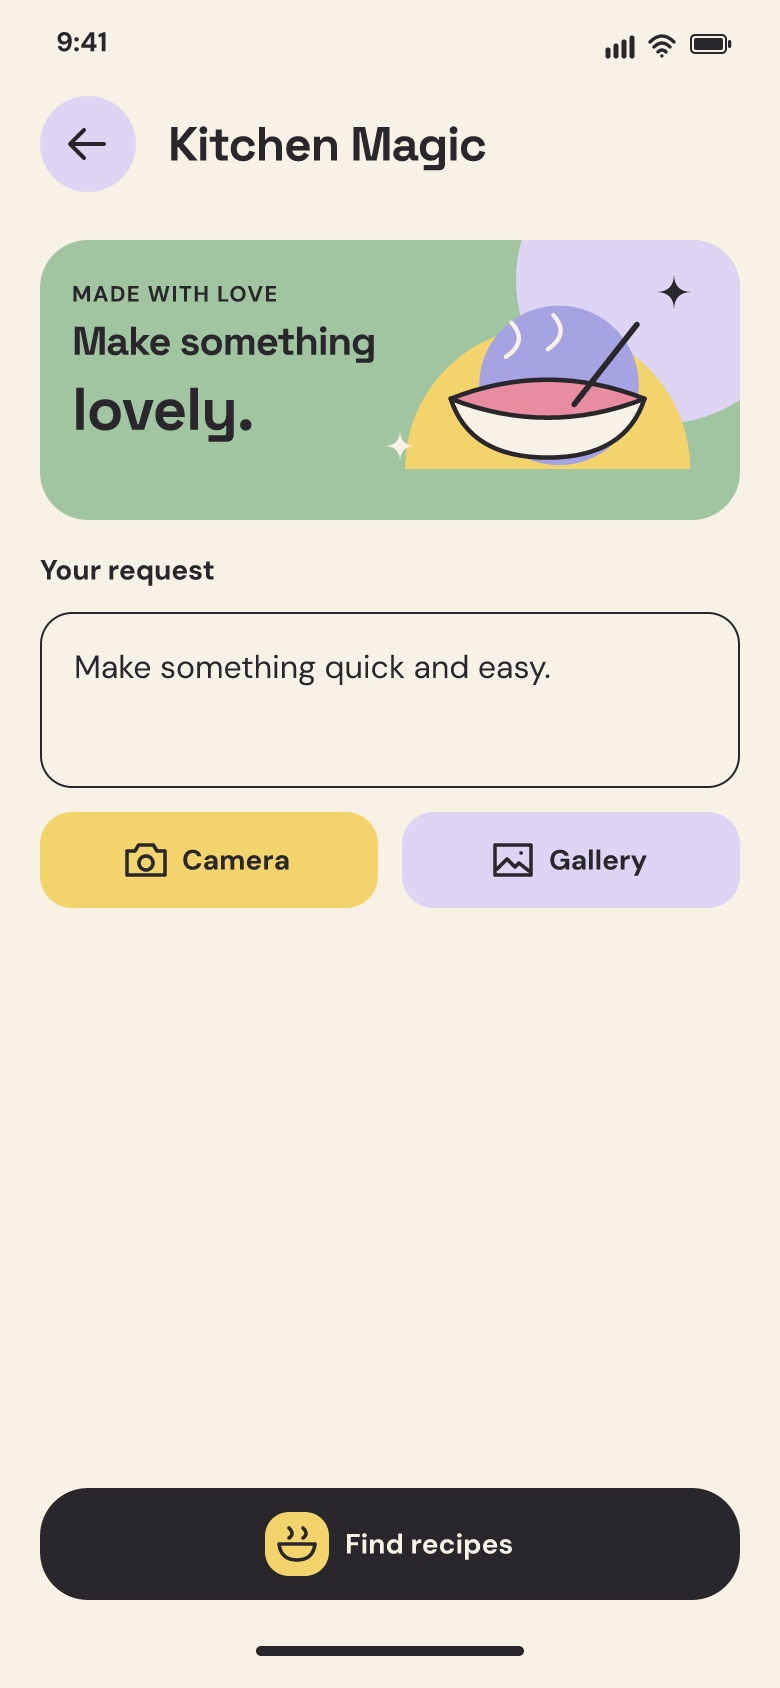 9:41
Kitchen Magic
MADE WITH LOVE
Make something
lovely.
Your request
Make something quick and easy.
Camera
Gallery
Find recipes